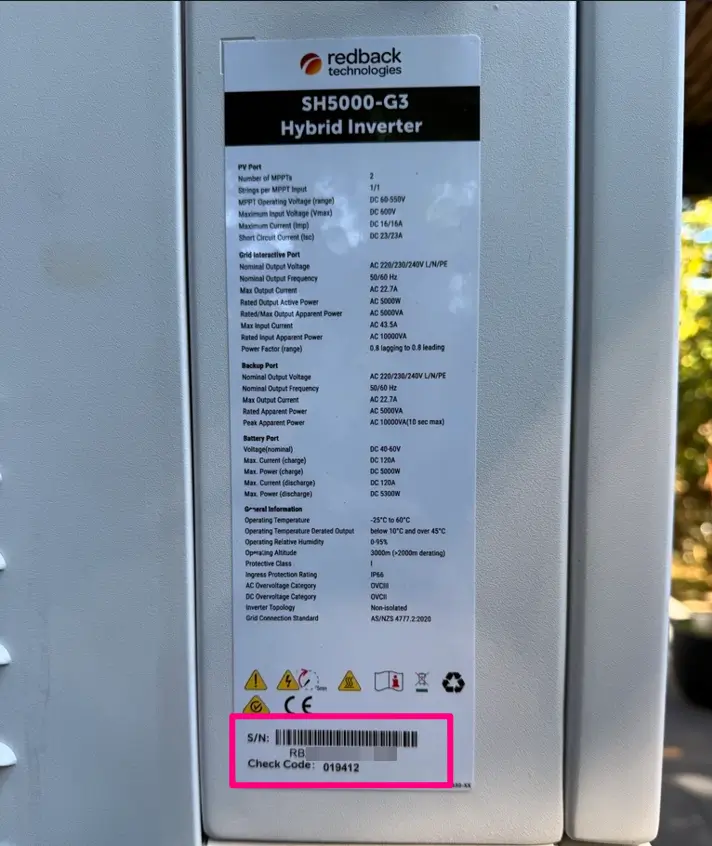 redback
technologies
SH5000-G3
Hybrid Inverter
PV Port
Number of MPPTs 2
Strings per MPPT Input 1/1
MPPT Operating Voltage (range) DC 60-550V
Maximum Input Voltage (Vmax) DC 600V
Maximum Current (Imp) DC 16/16A
Short Circuit Current (Isc) DC 23/23A
Grid Interactive Port
Nominal Output Voltage AC 220/230/240V L/N/PE
Nominal Output Frequency 50/60 Hz
Max Output Current AC 22.7A
Rated Output Active Power AC 5000W
Rated/Max Output Apparent Power AC 5000VA
Max Input Current AC 43.5A
Rated Input Apparent Power AC 10000VA
Power Factor (range) 0.8 lagging to 0.8 leading
Backup Port
Nominal Output Voltage AC 220/230/240V L/N/PE
Nominal Output Frequency 50/60 Hz
Max Output Current AC 22.7A
Rated Apparent Power AC 5000VA
Peak Apparent Power AC 10000VA(10 sec max)
Battery Port
Voltage(nominal) DC 40-60V
Max. Current (charge) DC 120A
Max. Power (charge) DC 5000W
Max. Current (discharge) DC 120A
Max. Power (discharge) DC 5300W
General Information
Operating Temperature -25°C to 60°C
Operating Temperature Derated Output below 10°C and over 45°C
Operating Relative Humidity 0-95%
Operating Altitude 3000m (>2000m derating)
Protective Class I
Ingress Protection Rating IP66
AC Overvoltage Category OVCIII
DC Overvoltage Category OVCII
Inverter Topology Non-isolated
Grid Connection Standard AS/NZS 4777.2:2020
5min
CE
S/N:
RB
Check Code: 019412